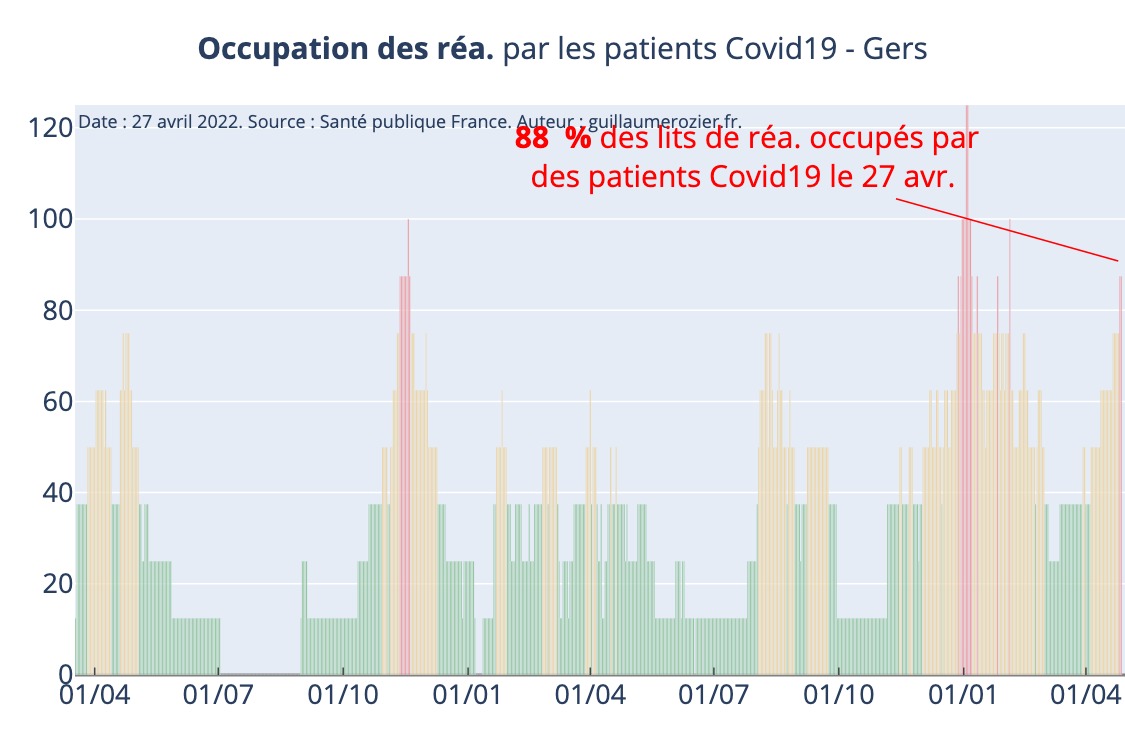 Occupation des réa. par les patients Covid19 - Gers
Date : 27 avril 2022. Source : Santé publique France. Auteur : guillaumerozier.fr.
88 % des lits de réa. occupés par
des patients Covid19 le 27 avr.
120
100
80
60
40
20
0
01/04 01/07 01/10 01/01 01/04 01/07 01/10 01/01 01/04